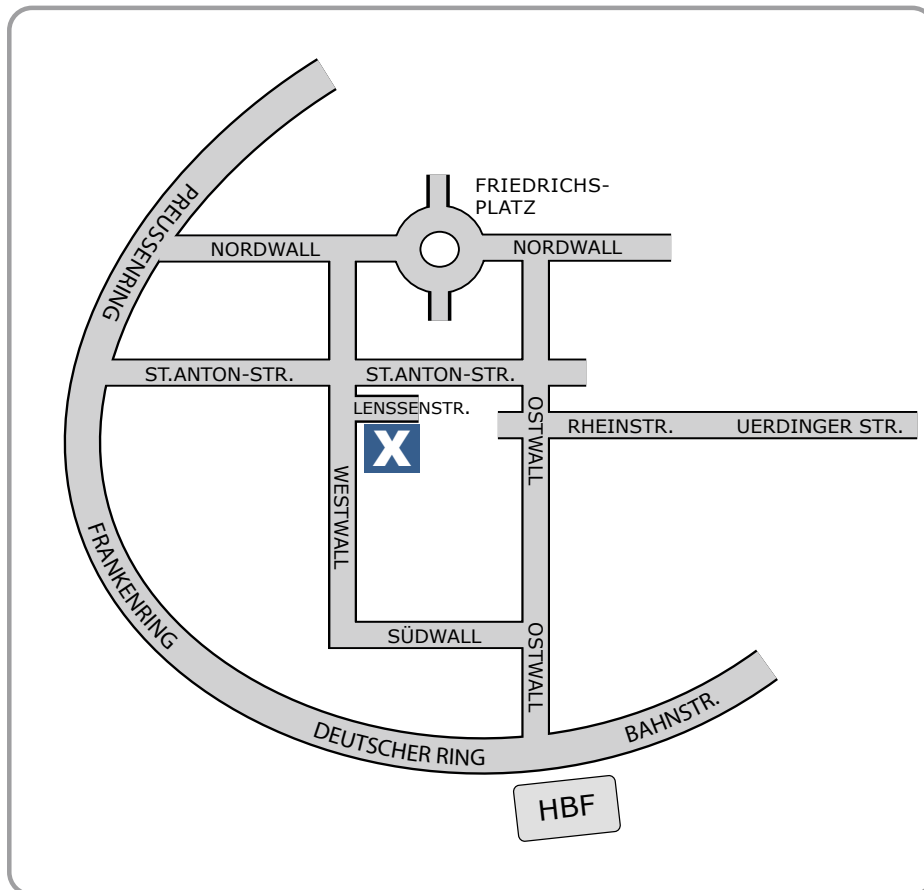 FRIEDRICHS-
PLATZ
PREUSSENRING
NORDWALL
NORDWALL
ST.ANTON-STR.
ST.ANTON-STR.
LENSSENSTR.
OSTWALL
RHEINSTR.
UERDINGER STR.
X
WESTWALL
FRANKENRING
SÜDWALL
OSTWALL
DEUTSCHER RING
BAHNSTR.
HBF